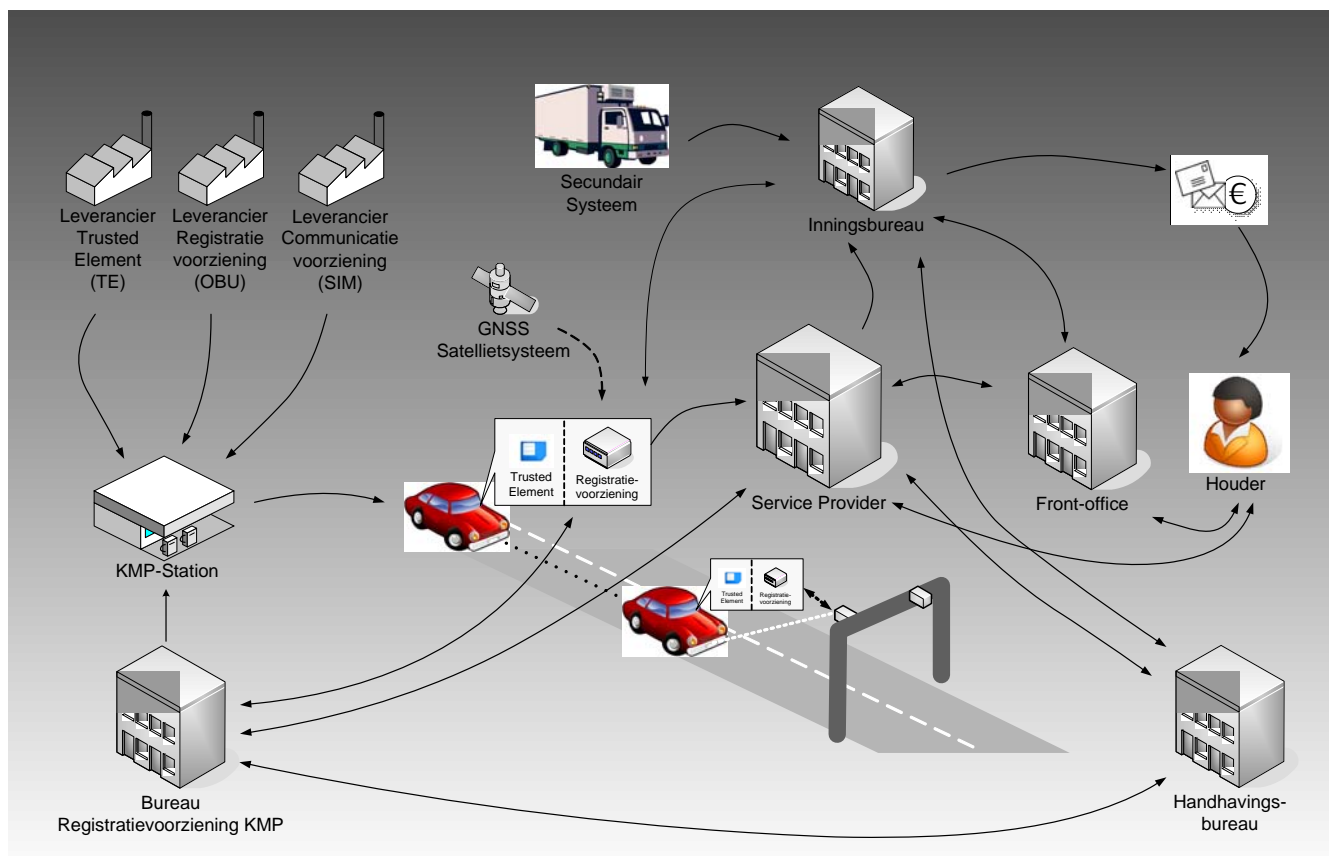 Secundair
Systeem
Inningsbureau
Leverancier
Trusted
Element
(TE)
Leverancier
Registratie
voorziening
(OBU)
Leverancier
Communicatie
voorziening
(SIM)
€
GNSS
Satellietsysteem
Trusted
Element
Registratie-
voorziening
Service Provider
Front-office
Houder
KMP-Station
Trusted
Element
Registratie-
voorziening
Bureau
Registratievoorziening KMP
Handhavings-
bureau